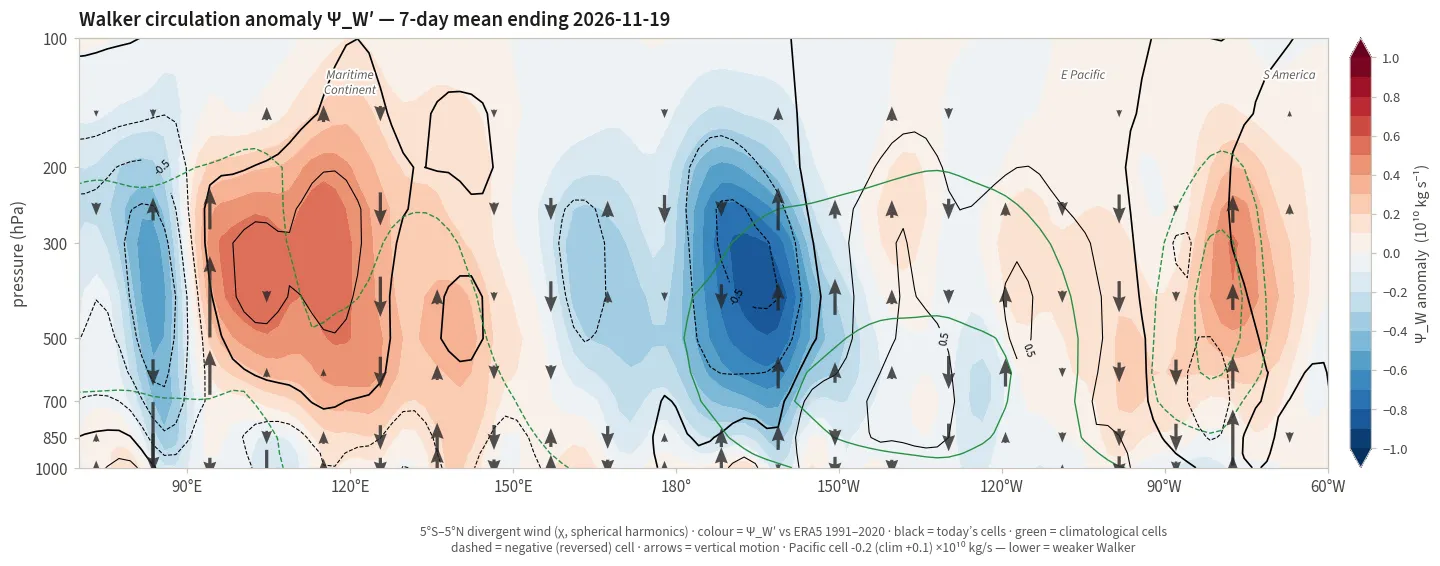 Walker circulation anomaly Ψ_W′ — 7-day mean ending 2026-11-19
100
200
300
400
500
700
850
1000
pressure (hPa)
Maritime
Continent
E Pacific
S America
-0.5
-0.5
0.5
0.5
90°E
120°E
150°E
180°
150°W
120°W
90°W
60°W
1.0
0.8
0.6
0.4
0.2
0.0
−0.2
−0.4
−0.6
−0.8
−1.0
Ψ_W anomaly (10¹⁰ kg s⁻¹)
5°S–5°N divergent wind (χ, spherical harmonics) · colour = Ψ_W′ vs ERA5 1991–2020 · black = today's cells · green = climatological cells
dashed = negative (reversed) cell · arrows = vertical motion · Pacific cell -0.2 (clim +0.1) ×10¹⁰ kg/s — lower = weaker Walker